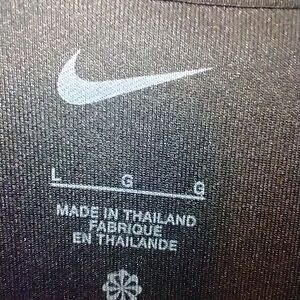 L G G
MADE IN THAILAND
FABRIQUE
EN THAILANDE